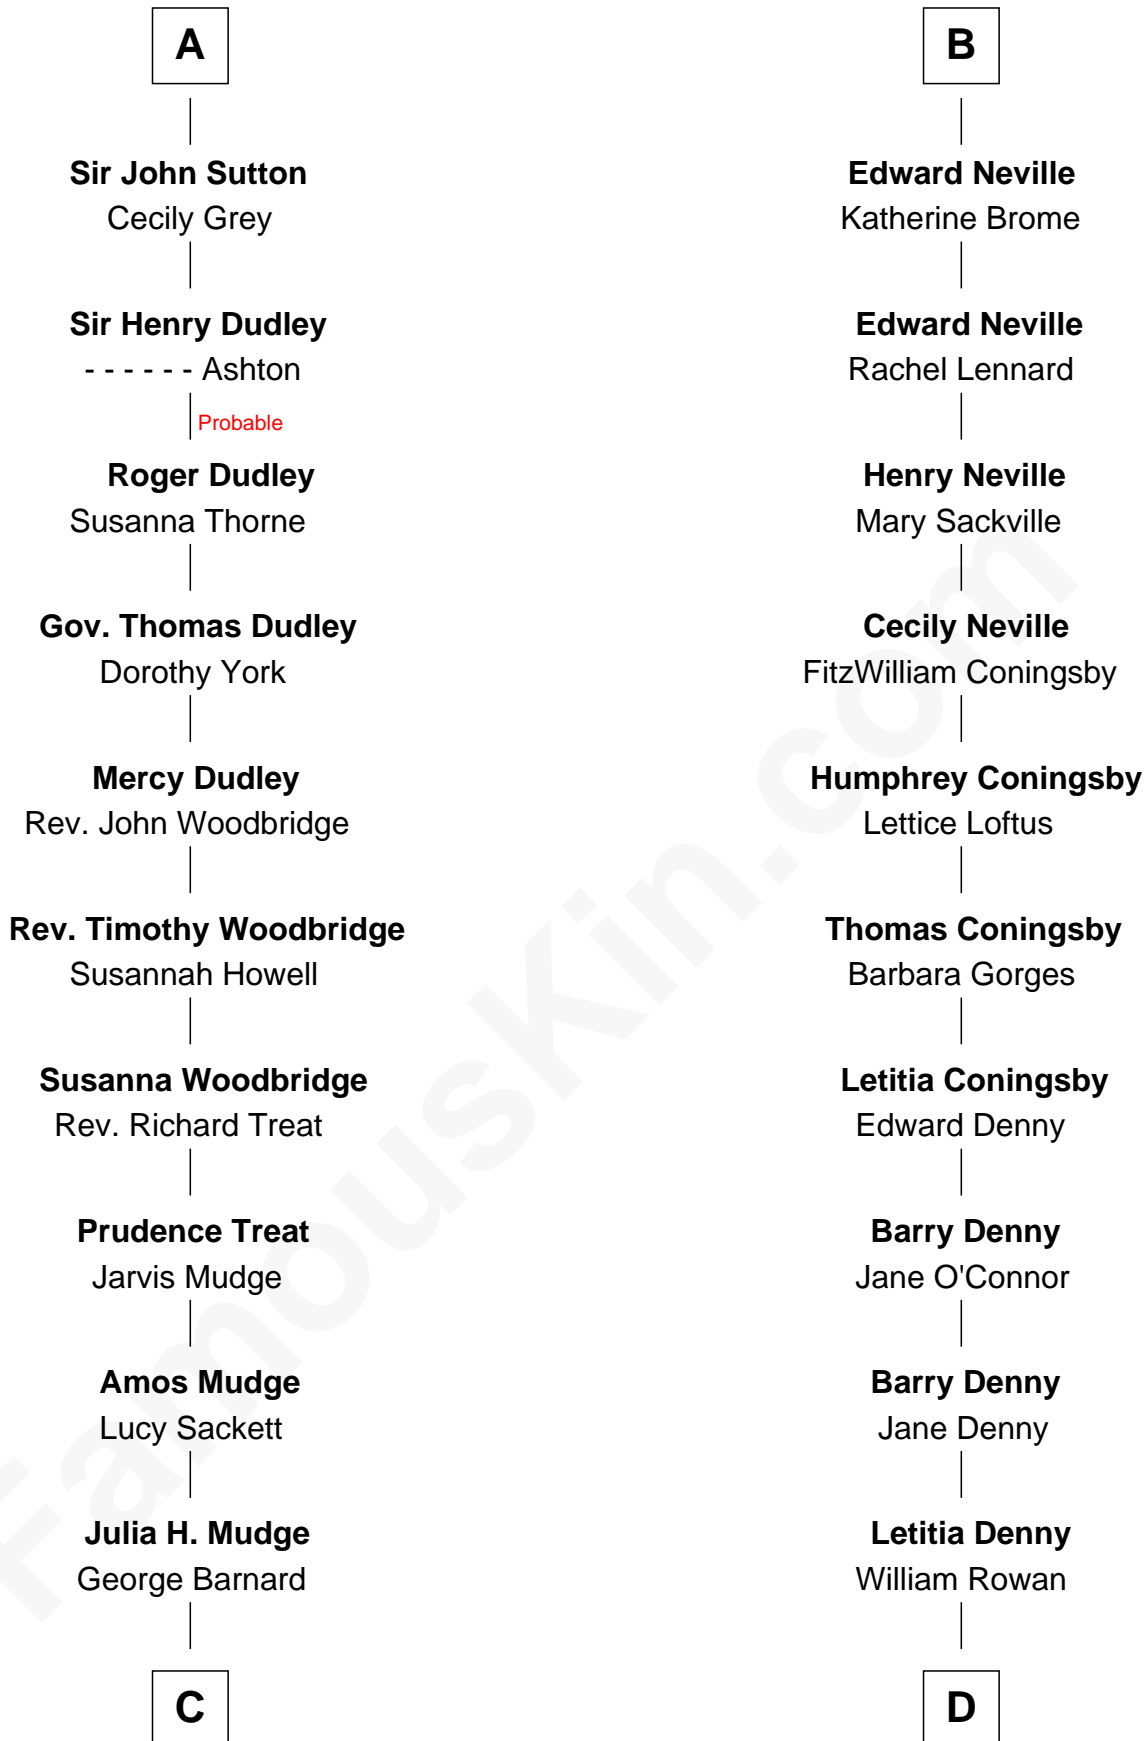 A
Sir John Sutton
Cecily Grey
Sir Henry Dudley
- - - - - - Ashton
Probable
Roger Dudley
Susanna Thorne
Gov. Thomas Dudley
Dorothy York
Mercy Dudley
Rev. John Woodbridge
Rev. Timothy Woodbridge
Susannah Howell
Susanna Woodbridge
Rev. Richard Treat
Prudence Treat
Jarvis Mudge
Amos Mudge
Lucy Sackett
Julia H. Mudge
George Barnard
C
B
Edward Neville
Katherine Brome
Edward Neville
Rachel Lennard
Henry Neville
Mary Sackville
Cecily Neville
FitzWilliam Coningsby
Humphrey Coningsby
Lettice Loftus
Thomas Coningsby
Barbara Gorges
Letitia Coningsby
Edward Denny
Barry Denny
Jane O'Connor
Barry Denny
Jane Denny
Letitia Denny
William Rowan
D
FamousKin.com